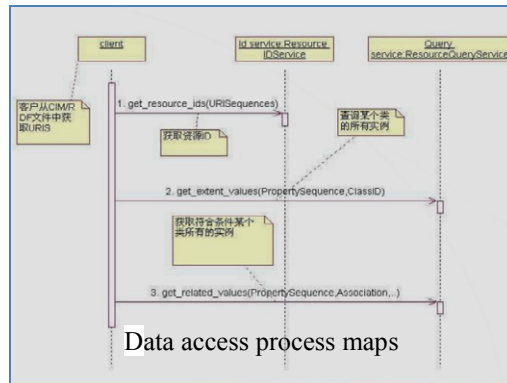 client
Id service:Resource
IDService
Query
service:ResourceQueryService
客户从CIM/R
DF文件中获
取URIS
1. get_resource_ids(URISequences)
获取资源ID
查询某个类
的所有实例
2. get_extent_values(PropertySequence,ClassID)
获取符合条件某个
类所有的实例
3. get_related_values(PropertySequence,Association,..)
Data access process maps